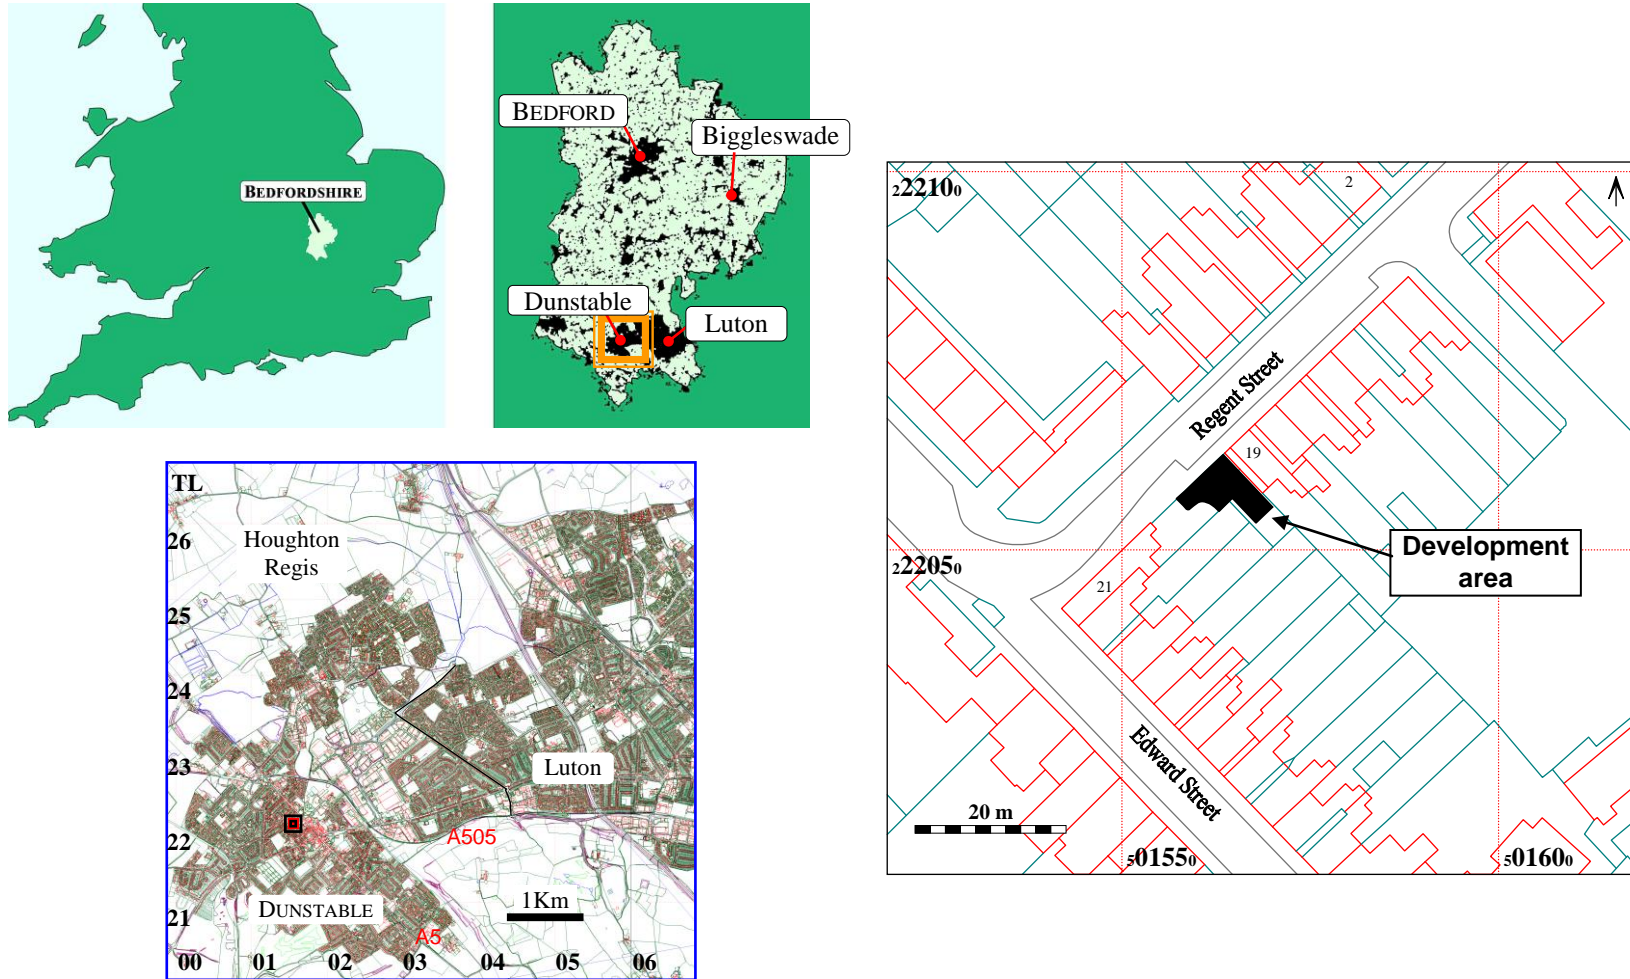 BEDFORDSHIRE
BEDFORD
Biggleswade
Dunstable
Luton
TL
26
25
24
23
22
21
00
01
02
03
04
05
06
Houghton
Regis
Luton
A505
1Km
DUNSTABLE
A5
222100
2
Regent Street
19
Development
area
222050
21
Edward Street
20 m
501550
501600